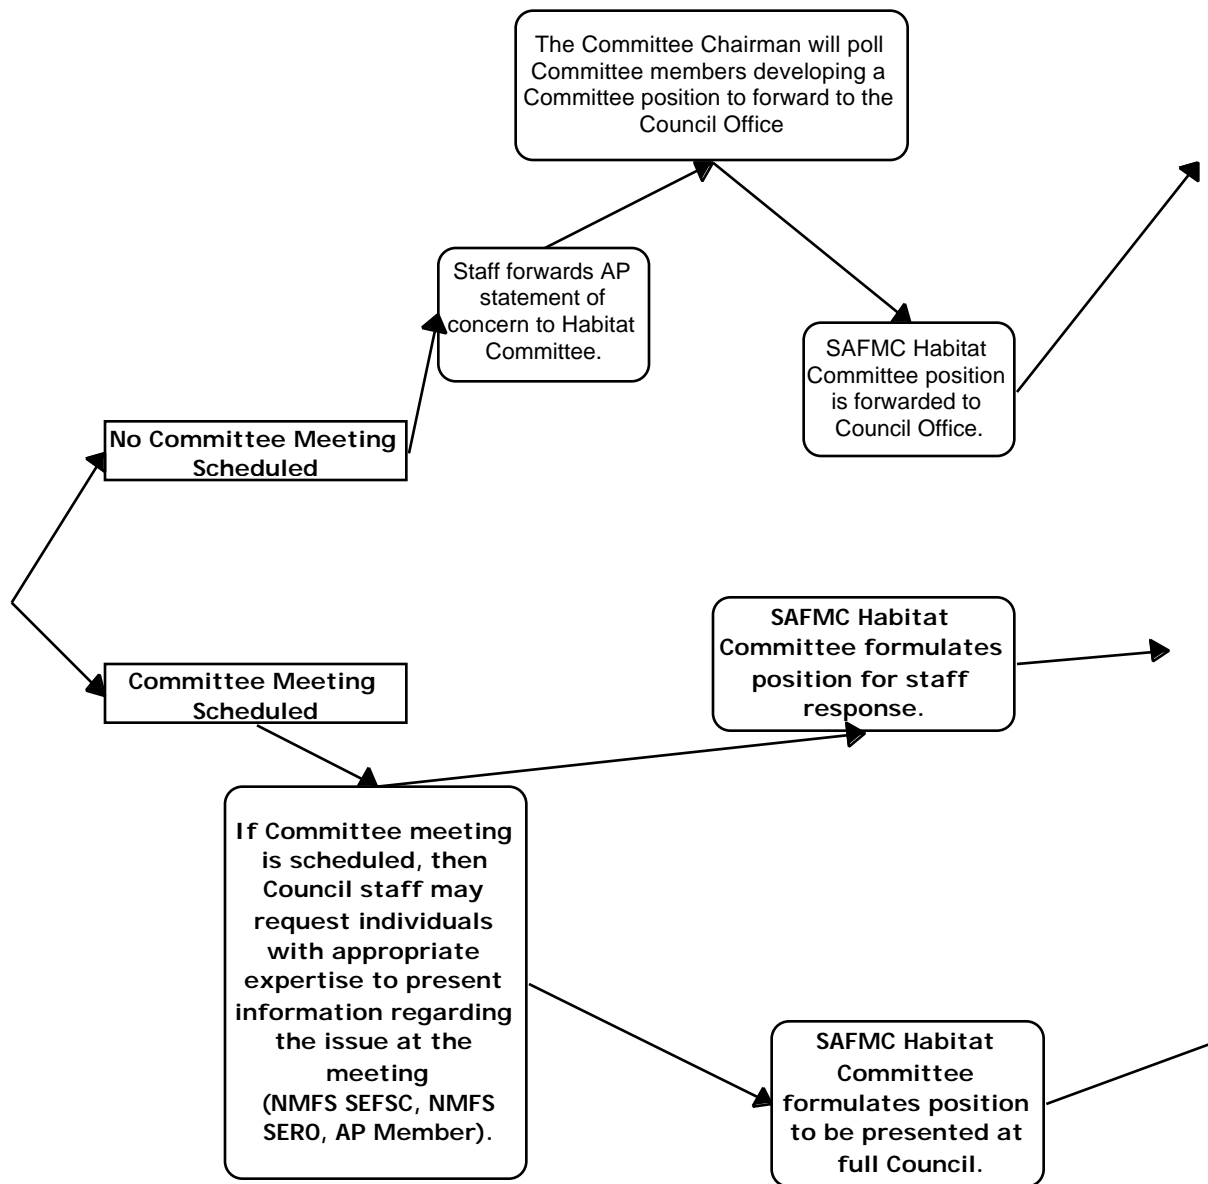 The Committee Chairman will poll
Committee members developing a
Committee position to forward to the
Council Office
Staff forwards AP
statement of
concern to Habitat
Committee.
SAFMC Habitat
Committee position
is forwarded to
Council Office.
No Committee Meeting
Scheduled
SAFMC Habitat
Committee formulates
position for staff
response.
Committee Meeting
Scheduled
If Committee meeting
is scheduled, then
Council staff may
request individuals
with appropriate
expertise to present
information regarding
the issue at the
meeting
(NMFS SEFSC, NMFS
SERO, AP Member).
SAFMC Habitat
Committee
formulates position
to be presented at
full Council.